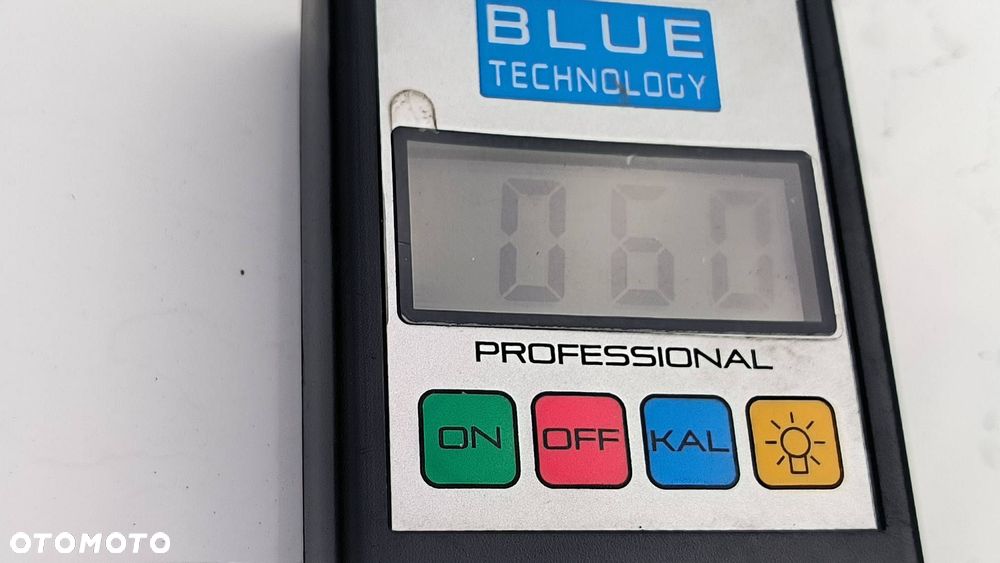 BLUE
TECHNOLOGY
060
PROFESSIONAL
ON OFF KAL
OTOMOTO